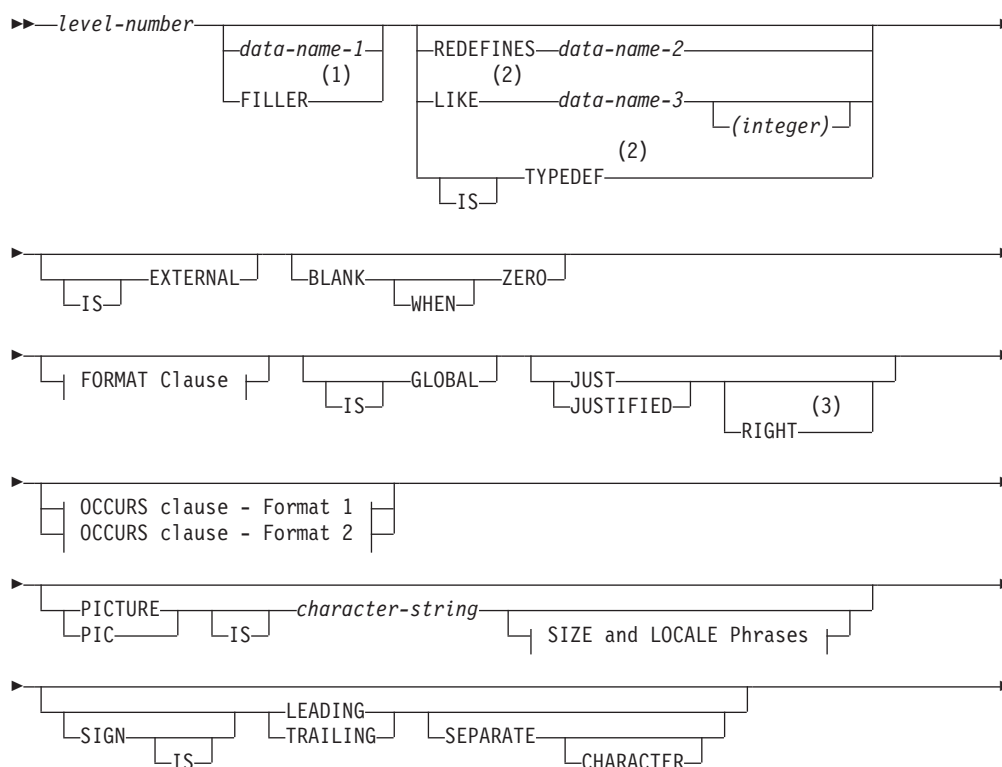 level-number
data-name-1 REDEFINES data-name-2
(1) (2)
FILLER LIKE data-name-3
(integer)
(2)
TYPEDEF
IS
EXTERNAL BLANK ZERO
IS WHEN
FORMAT Clause GLOBAL JUST
IS JUSTIFIED (3)
RIGHT
OCCURS clause - Format 1
OCCURS clause - Format 2
PICTURE character-string
PIC IS SIZE and LOCALE Phrases
LEADING
SIGN TRAILING SEPARATE
IS CHARACTER